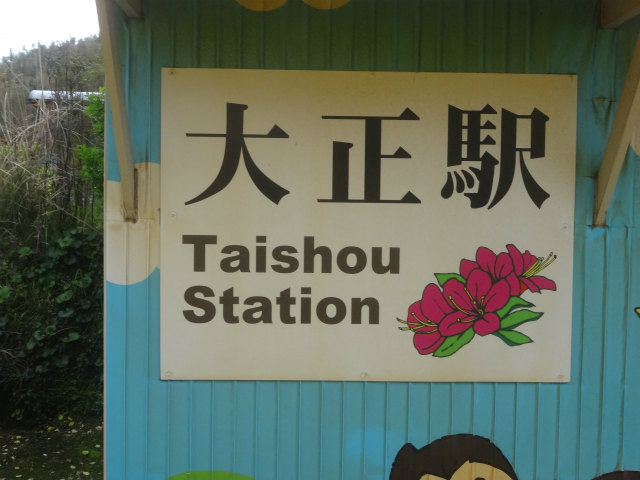 大正駅
Taishou
Station